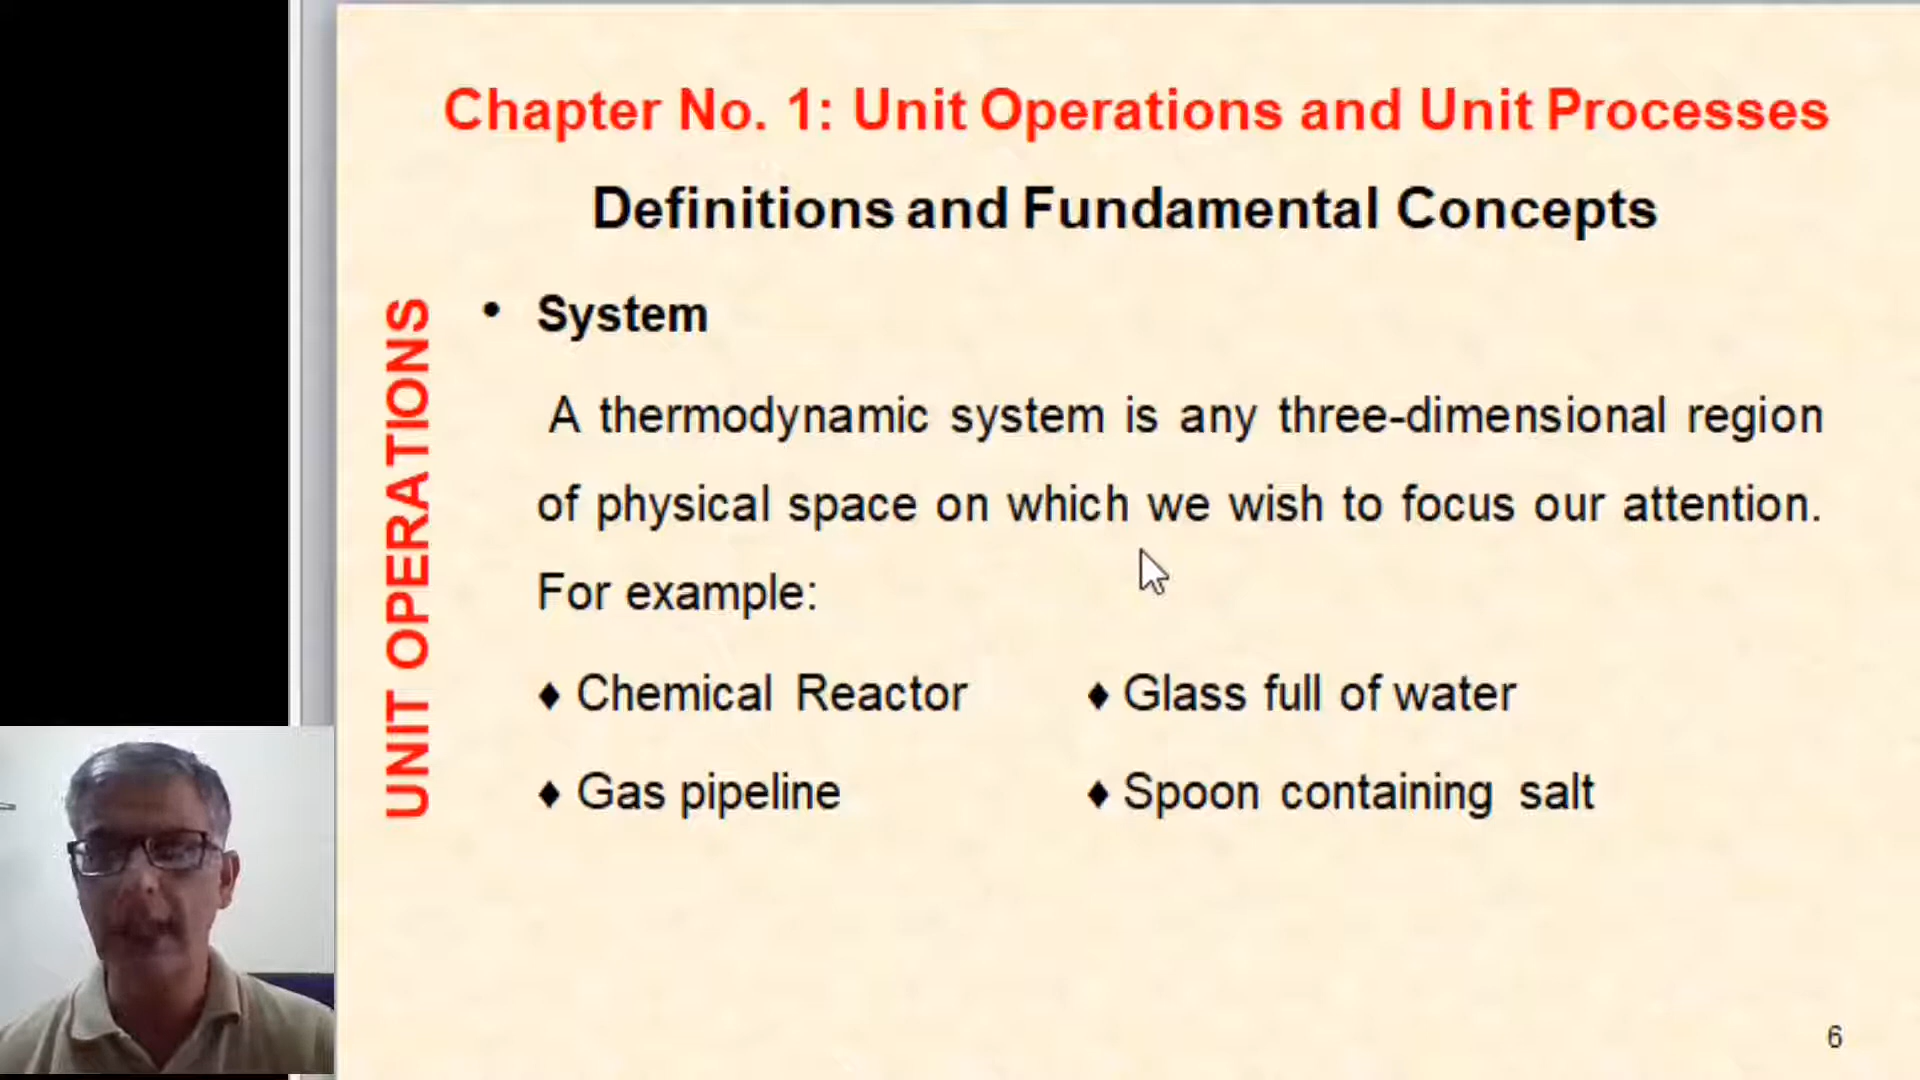 Chapter No. 1: Unit Operations and Unit Processes
Definitions and Fundamental Concepts
UNIT OPERATIONS
• System
A thermodynamic system is any three-dimensional region
of physical space on which we wish to focus our attention.
For example:
♦ Chemical Reactor ♦ Glass full of water
♦ Gas pipeline ♦ Spoon containing salt
6